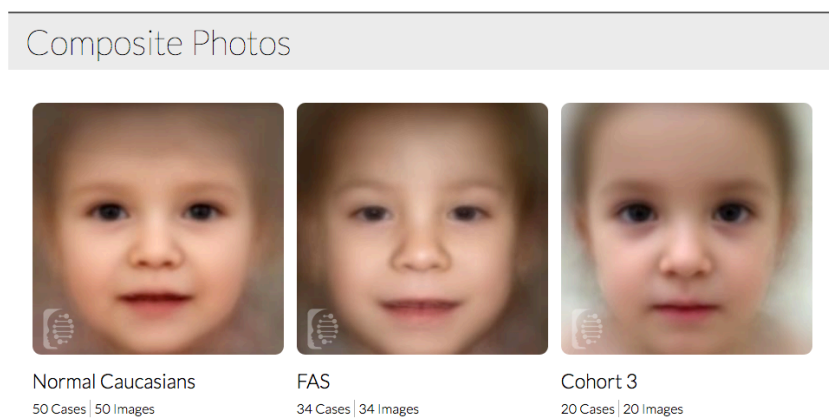 Composite Photos
Normal Caucasians
50 Cases | 50 Images
FAS
34 Cases | 34 Images
Cohort 3
20 Cases | 20 Images